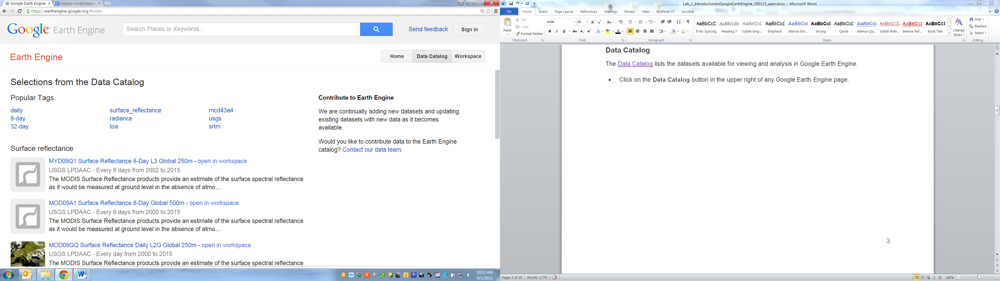 Google Earth Engine
Google Earth Outrea
https://earthengine.google.org/#index
Google Earth Engine
Search Places or Keywords...
Send feedback
Sign in
Earth Engine
Home
Data Catalog
Workspace
Selections from the Data Catalog
Popular Tags
daily surface_reflectance mcd43a4
8-day radiance usgs
32-day toa srtm
Surface reflectance
MYD09Q1 Surface Reflectance 8-Day L3 Global 250m - open in workspace
USGS LPDAAC - Every 8 days from 2002 to 2015
The MODIS Surface Reflectance products provide an estimate of the surface spectral reflectance
as it would be measured at ground level in the absence of atmo...
MOD09A1 Surface Reflectance 8-Day Global 500m - open in workspace
USGS LPDAAC - Every 8 days from 2000 to 2015
The MODIS Surface Reflectance products provide an estimate of the surface spectral reflectance
as it would be measured at ground level in the absence of atmo...
MOD09GQ Surface Reflectance Daily L2G Global 250m - open in workspace
USGS LPDAAC - Every day from 2000 to 2015
The MODIS Surface Reflectance products provide an estimate of the surface spectral reflectance
Contribute to Earth Engine
We are continually adding new datasets and updating
existing datasets with new data as it becomes
available.
Would you like to contribute data to the Earth Engine
catalog? Contact our data team.
10:52 AM
9/1/2015
Lab_1_IntroductiontoGoogleEarthEngine_090115_aam.docx - Microsoft Word
File Home Insert Page Layout References Mailings Review View EndNote X7 Acrobat
Paste
Cut
Copy
Format Painter
Clipboard
Arial 10
Font
Paragraph
AaBbCcD AaBbCcDc AaBbCcD AaBbCcD AaBbCcI AaBbCcI AaBbCcD AaBbCcI AABBCCD AABBCCI AABBCCI
¶ No Spacing Heading 7 Subtle Emp... Emphasis Intense Em... Strong Quote Intense Qu... Subtle Refe... Intense Ref... Book Title
Change
Styles
Styles
Find
Replace
Select
Editing
Data Catalog
The Data Catalog lists the datasets available for viewing and analysis in Google Earth Engine.
• Click on the Data Catalog button in the upper right of any Google Earth Engine page.
3
Page: 3 of 10 Words: 1,779
140%